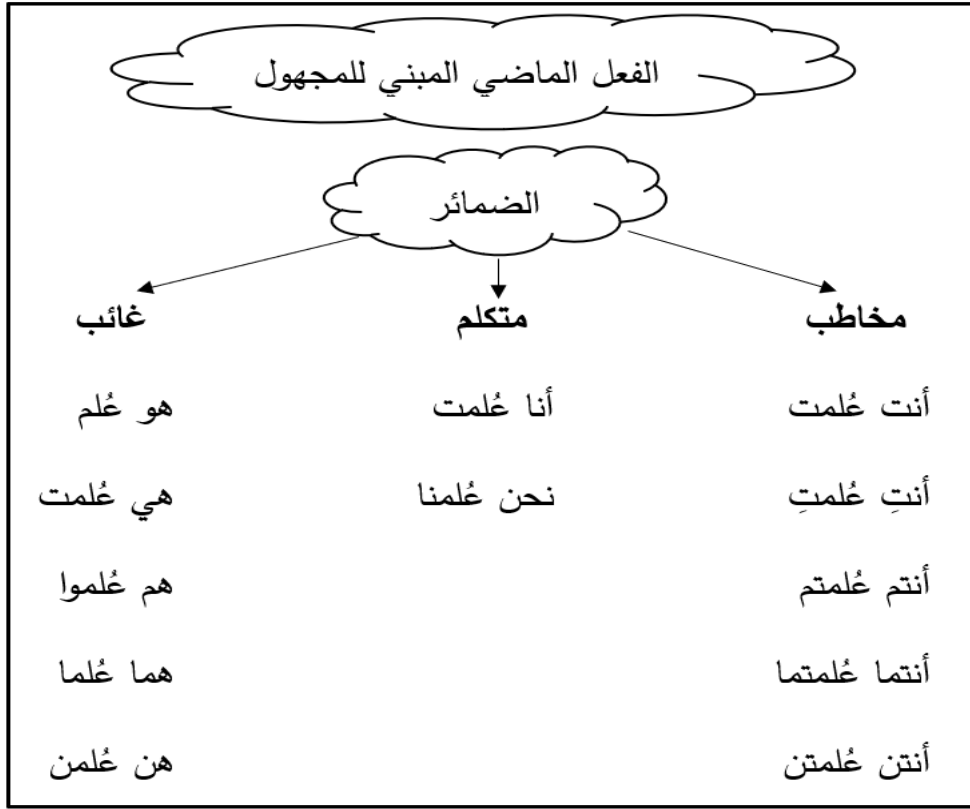 الفعل الماضي المبني للمجهول
الضمائر
مخاطب متكلم غائب
أنت عُلمت أنا عُلمت هو عُلم
أنتِ عُلمتِ نحن عُلمنا هي عُلمت
أنتم عُلمتم هم عُلموا
أنتما عُلمتما هما عُلما
أنتن عُلمتن هن عُلمن